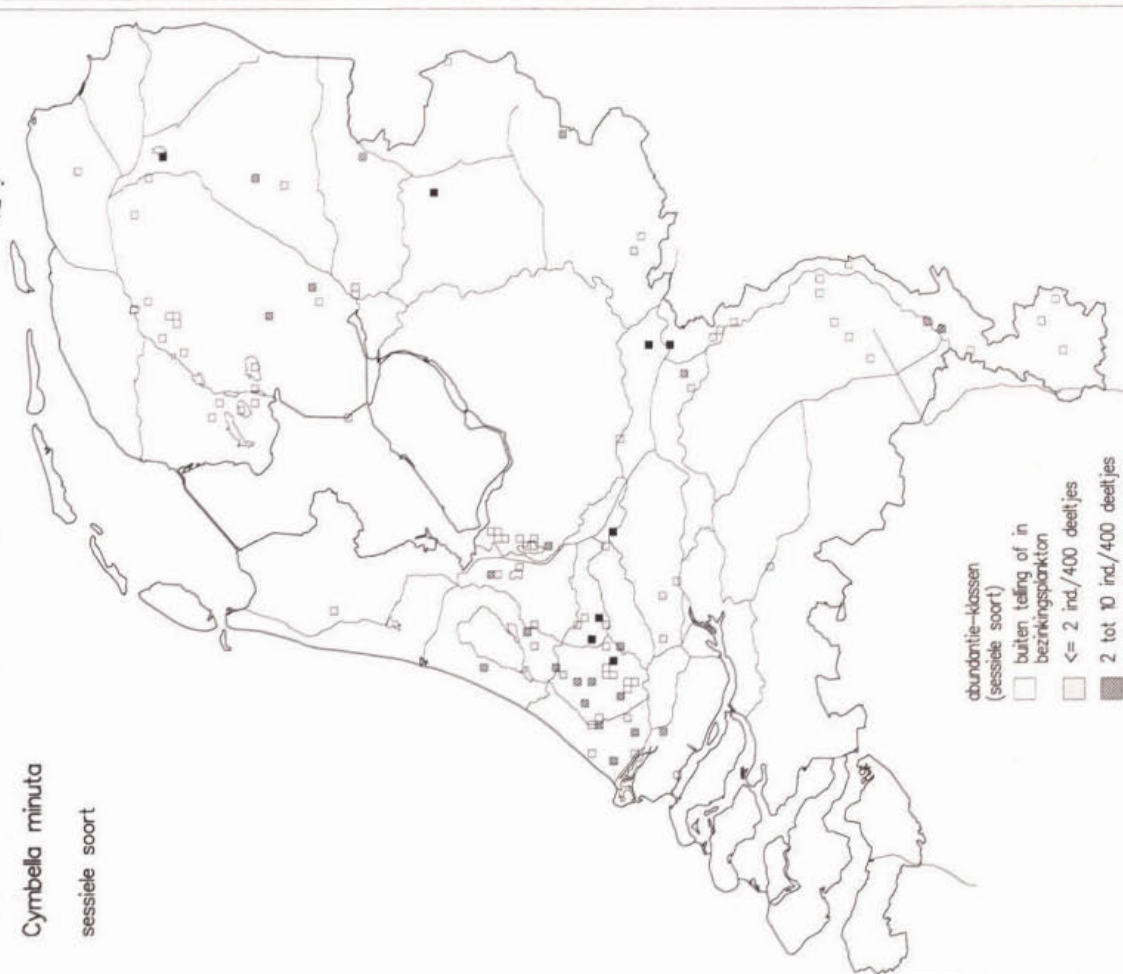 Cymbella minuta
sessiele soort
abundantie-klassen
(sessiele soort)
buiten telling of in
bezinkingsplankton
<= 2 ind./400 deeltjes
2 tot 10 ind./400 deeltjes